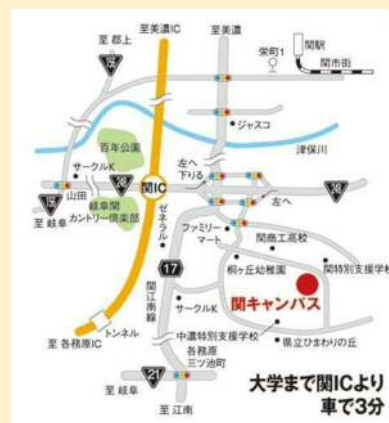 至美濃IC
至美濃
至 郡上
156
栄町1
関駅
関市街
ジャスコ
津保川
百年公園
サークルK
左へ
下りる
関IC
248
248
山田
156
至 岐阜
岐阜関
カントリー倶楽部
ゼネラル
左へ
ファミリー
マート
関商工高校
17
桐ヶ丘幼稚園
関特別支援学校
関江南線
サークルK
関キャンパス
トンネル
中濃特別支援学校
至 各務原IC
各務原
三ツ池町
県立ひまわりの丘
21
至 岐阜
至 江南
大学まで関ICより
車で3分